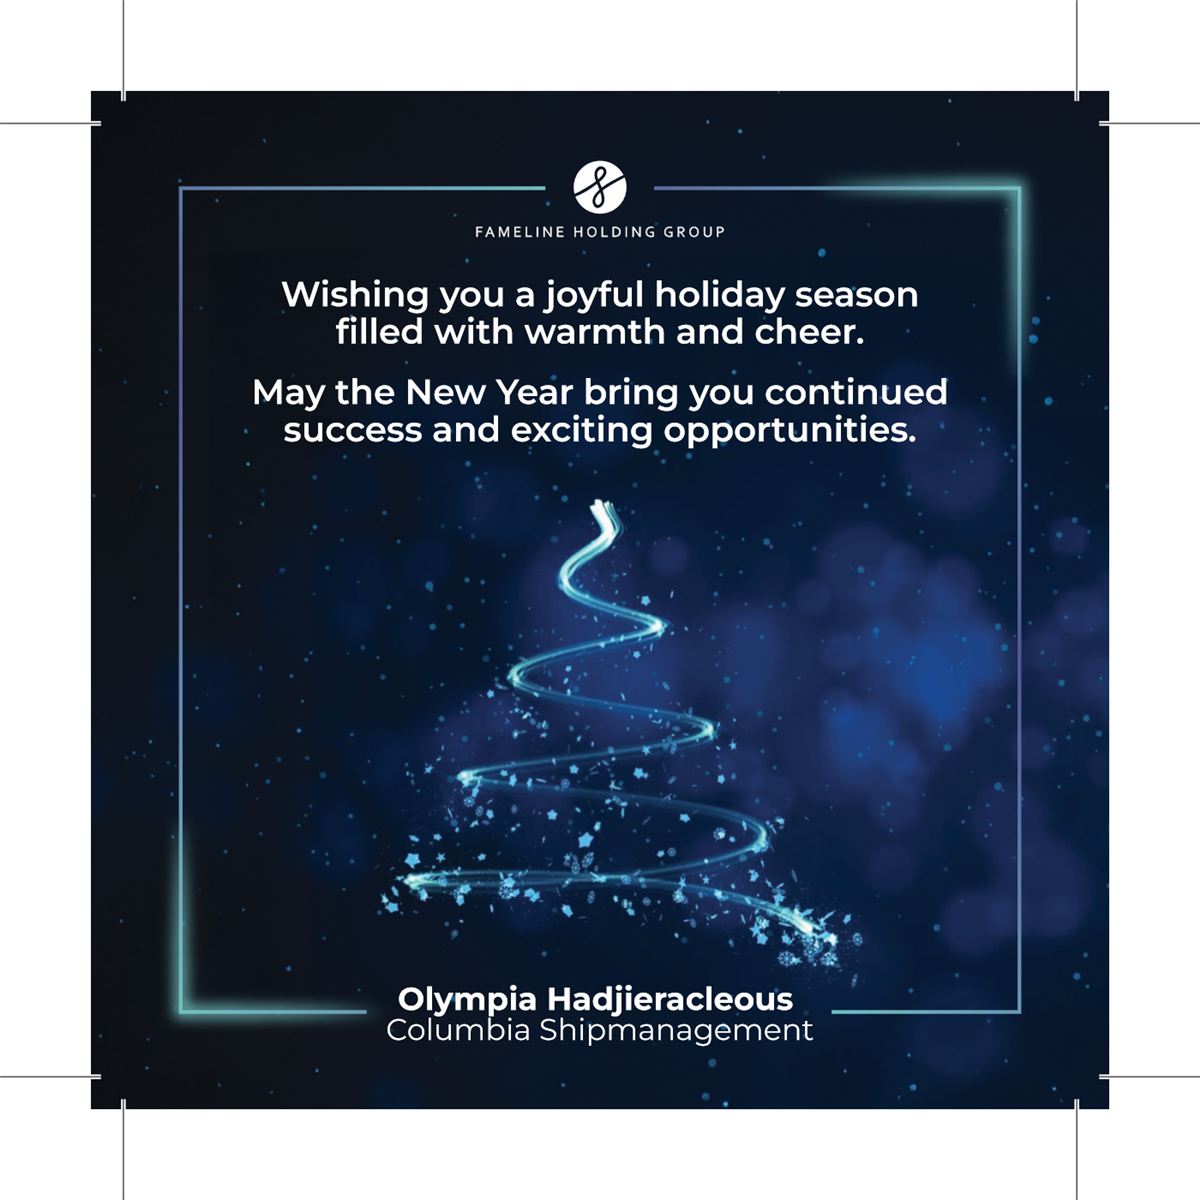 FAMELINE HOLDING GROUP
Wishing you a joyful holiday season
filled with warmth and cheer.
May the New Year bring you continued
success and exciting opportunities.
Olympia Hadjieracleous
Columbia Shipmanagement